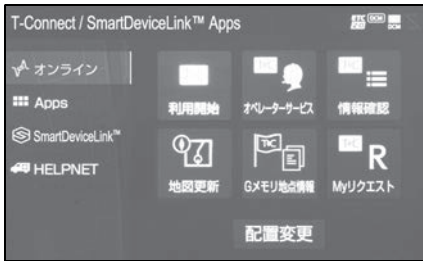 T-Connect / SmartDeviceLink™ Apps
オンライン
Apps
SmartDeviceLink™
HELPNET
利用開始
オペレーターサービス
情報確認
地図更新
Gメモリ地点情報
Myリクエスト
配置変更